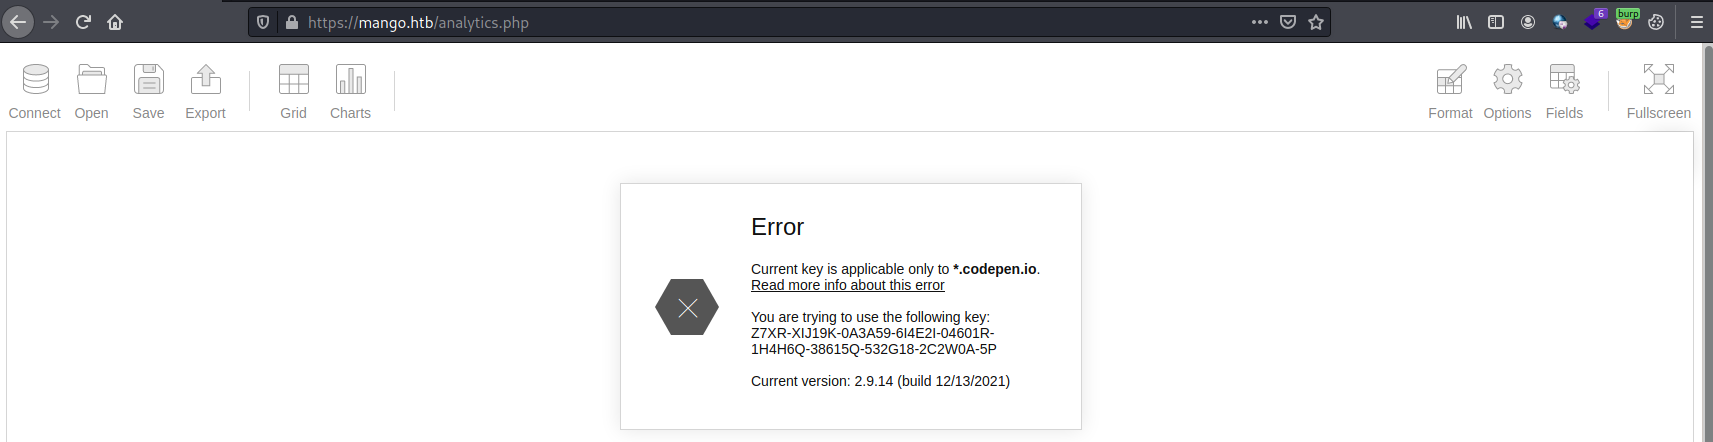 https://mango.htb/analytics.php
6
burp
Connect Open Save Export Grid Charts Format Options Fields Fullscreen
Error
Current key is applicable only to *.codepen.io.
Read more info about this error
You are trying to use the following key:
Z7XR-XIJ19K-0A3A59-6I4E2I-04601R-
1H4H6Q-38615Q-532G18-2C2W0A-5P
Current version: 2.9.14 (build 12/13/2021)